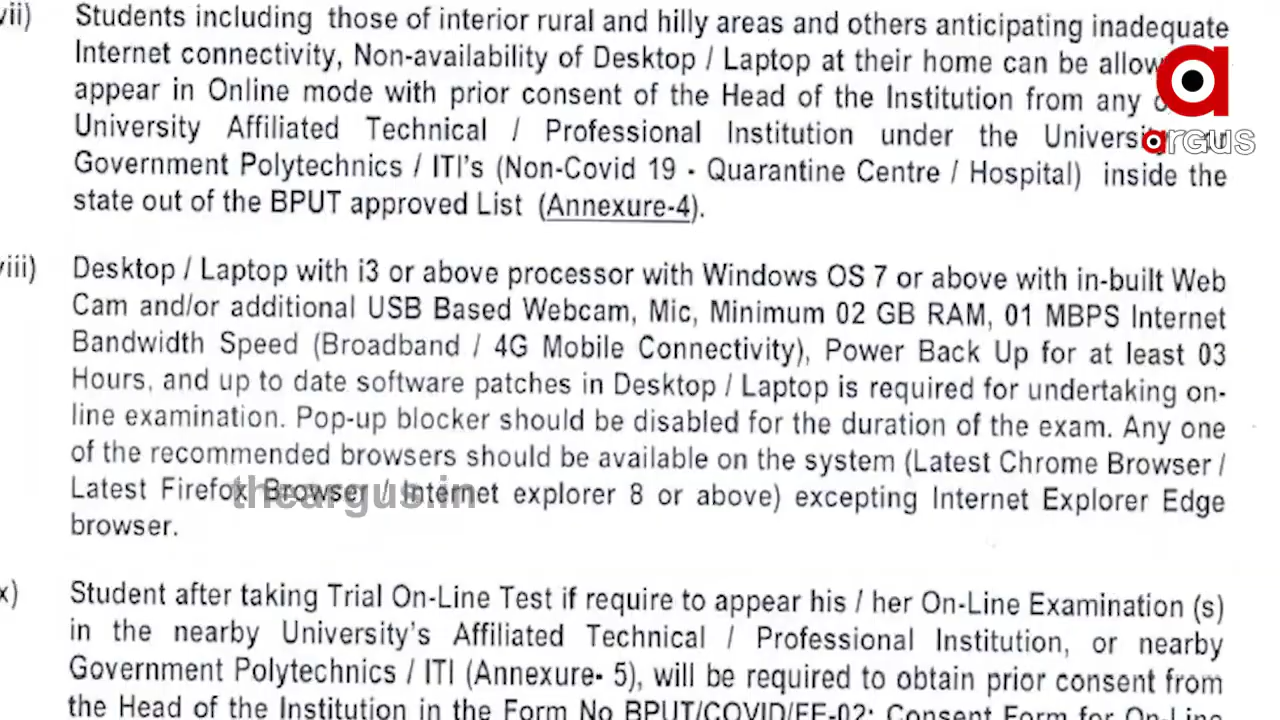 vii) Students including those of interior rural and hilly areas and others anticipating inadequate
Internet connectivity, Non-availability of Desktop / Laptop at their home can be
appear in Online mode with prior consent of the Head of the Institution from any
University Affiliated Technical / Professional Institution under the
Government Polytechnics / ITI's (Non-Covid 19 - Quarantine Centre / Hospital) inside the
state out of the BPUT approved List (Annexure-4).
viii) Desktop / Laptop with i3 or above processor with Windows OS 7 or above with in-built Web
Cam and/or additional USB Based Webcam, Mic, Minimum 02 GB RAM, 01 MBPS Internet
Bandwidth Speed (Broadband / 4G Mobile Connectivity), Power Back Up for at least 03
Hours, and up to date software patches in Desktop / Laptop is required for undertaking on-
line examination. Pop-up blocker should be disabled for the duration of the exam. Any one
of the recommended browsers should be available on the system (Latest Chrome Browser /
Latest Firefox Browser / Internet explorer 8 or above) excepting Internet Explorer Edge
browser.
x) Student after taking Trial On-Line Test if require to appear his / her On-Line Examination (s)
in the nearby University's Affiliated Technical / Professional Institution, or nearby
Government Polytechnics / ITI (Annexure- 5), will be required to obtain prior consent from
the Head of the Institution in the Form No BPUT/COVID/EE-02: Consent Form for On-Line
argus
theargus.in